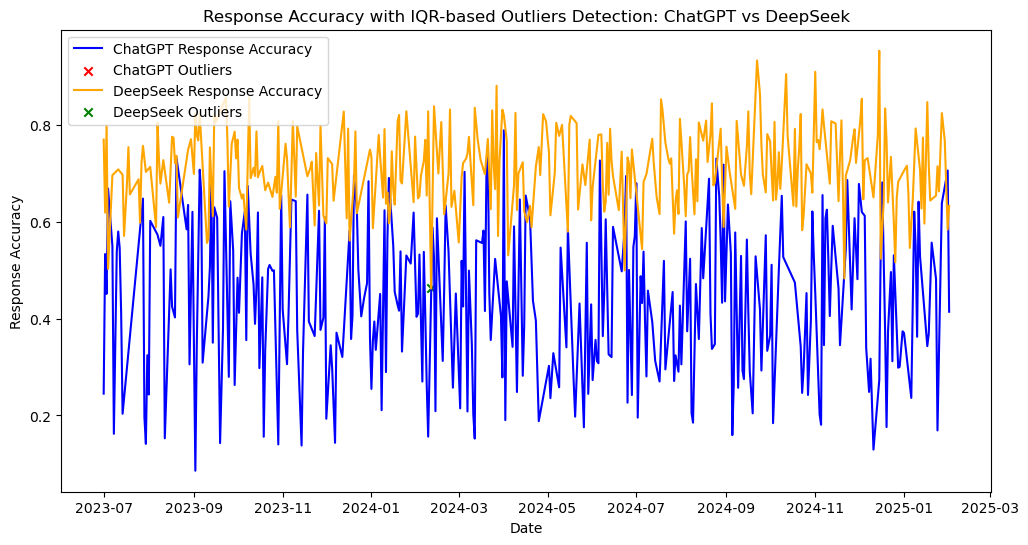 Response Accuracy with IQR-based Outliers Detection: ChatGPT vs DeepSeek
ChatGPT Response Accuracy
ChatGPT Outliers
DeepSeek Response Accuracy
DeepSeek Outliers
Response Accuracy
0.8
0.6
0.4
0.2
2023-07 2023-09 2023-11 2024-01 2024-03 2024-05 2024-07 2024-09 2024-11 2025-01 2025-03
Date